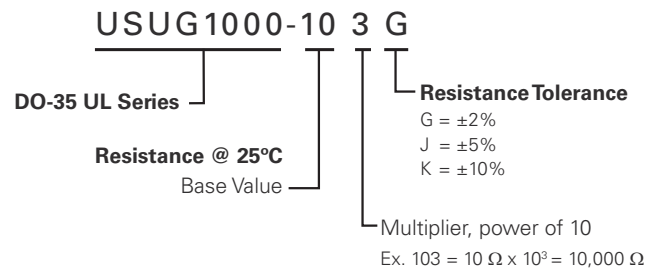 USUG1000-10 3 G
DO-35 UL Series
Resistance @ 25ºC
Base Value
Resistance Tolerance
G = ±2%
J = ±5%
K = ±10%
Multiplier, power of 10
Ex. 103 = 10 Ω x 10³ = 10,000 Ω